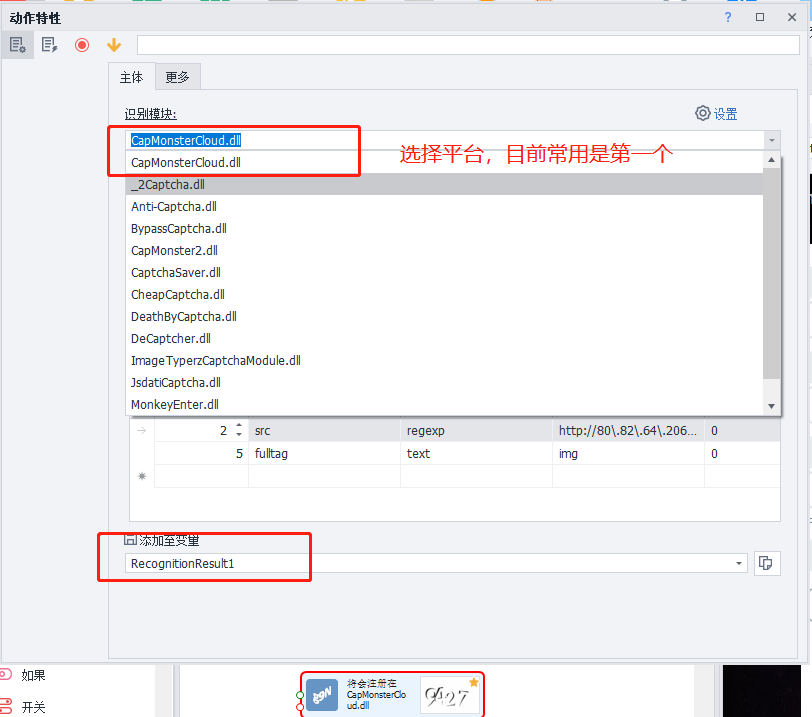 动作特性
?
主体 更多
识别模块: 设置
CapMonsterCloud.dll
选择平台，目前常用是第一个
CapMonsterCloud.dll
_2Captcha.dll
Anti-Captcha.dll
BypassCaptcha.dll
CapMonster2.dll
CaptchaSaver.dll
CheapCaptcha.dll
DeathByCaptcha.dll
DeCaptcher.dll
ImageTyperzCaptchaModule.dll
JsdatiCaptcha.dll
MonkeyEnter.dll
2 src regexp http://80\.82\.64\.206... 0
5 fulltag text img 0
添加至变量
RecognitionResult1
如果
开关
将会注册在
CapMonsterClo
ud.dll